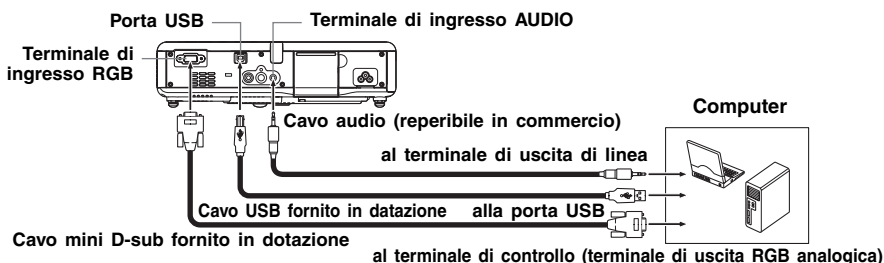 Porta USB
Terminale di ingresso AUDIO
Terminale di
ingresso RGB
Computer
Cavo audio (reperibile in commercio)
al terminale di uscita di linea
Cavo USB fornito in datazione
alla porta USB
Cavo mini D-sub fornito in dotazione
al terminale di controllo (terminale di uscita RGB analogica)